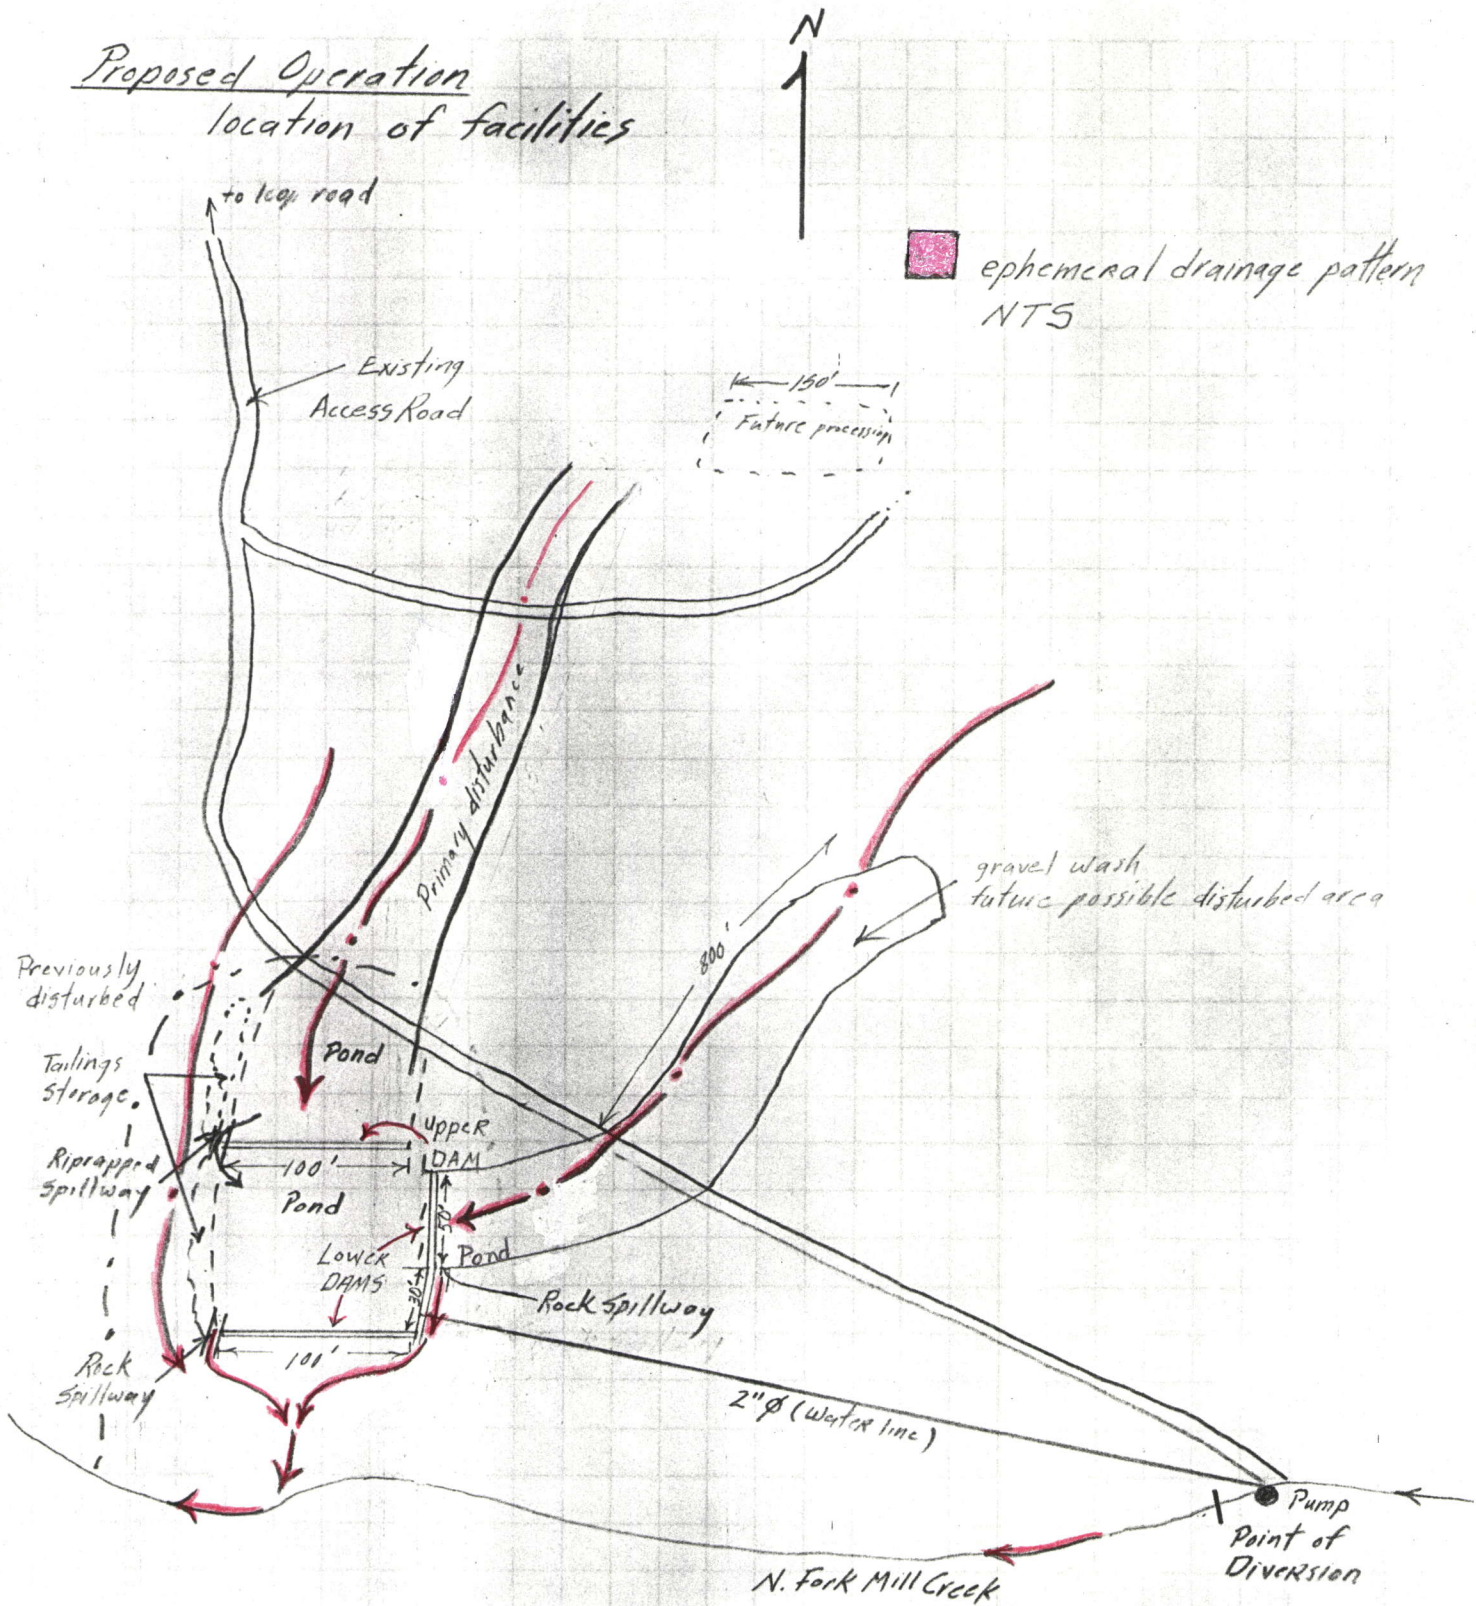 Proposed Operation
location of facilities
N
to loop road
ephemeral drainage pattern
NTS
Existing
Access Road
150'
Future processing
Primary disturbance
gravel wash
future possible disturbed area
800'
Previously
disturbed
Tailings
Storage
Pond
Upper
DAM
100'
Riprapped
Spillway
Pond
50'
Lower
DAMS
Pond
30'
Rock Spillway
100'
Rock
Spillway
2"Ø (Water line)
Pump
Point of
Diversion
N. Fork Mill Creek